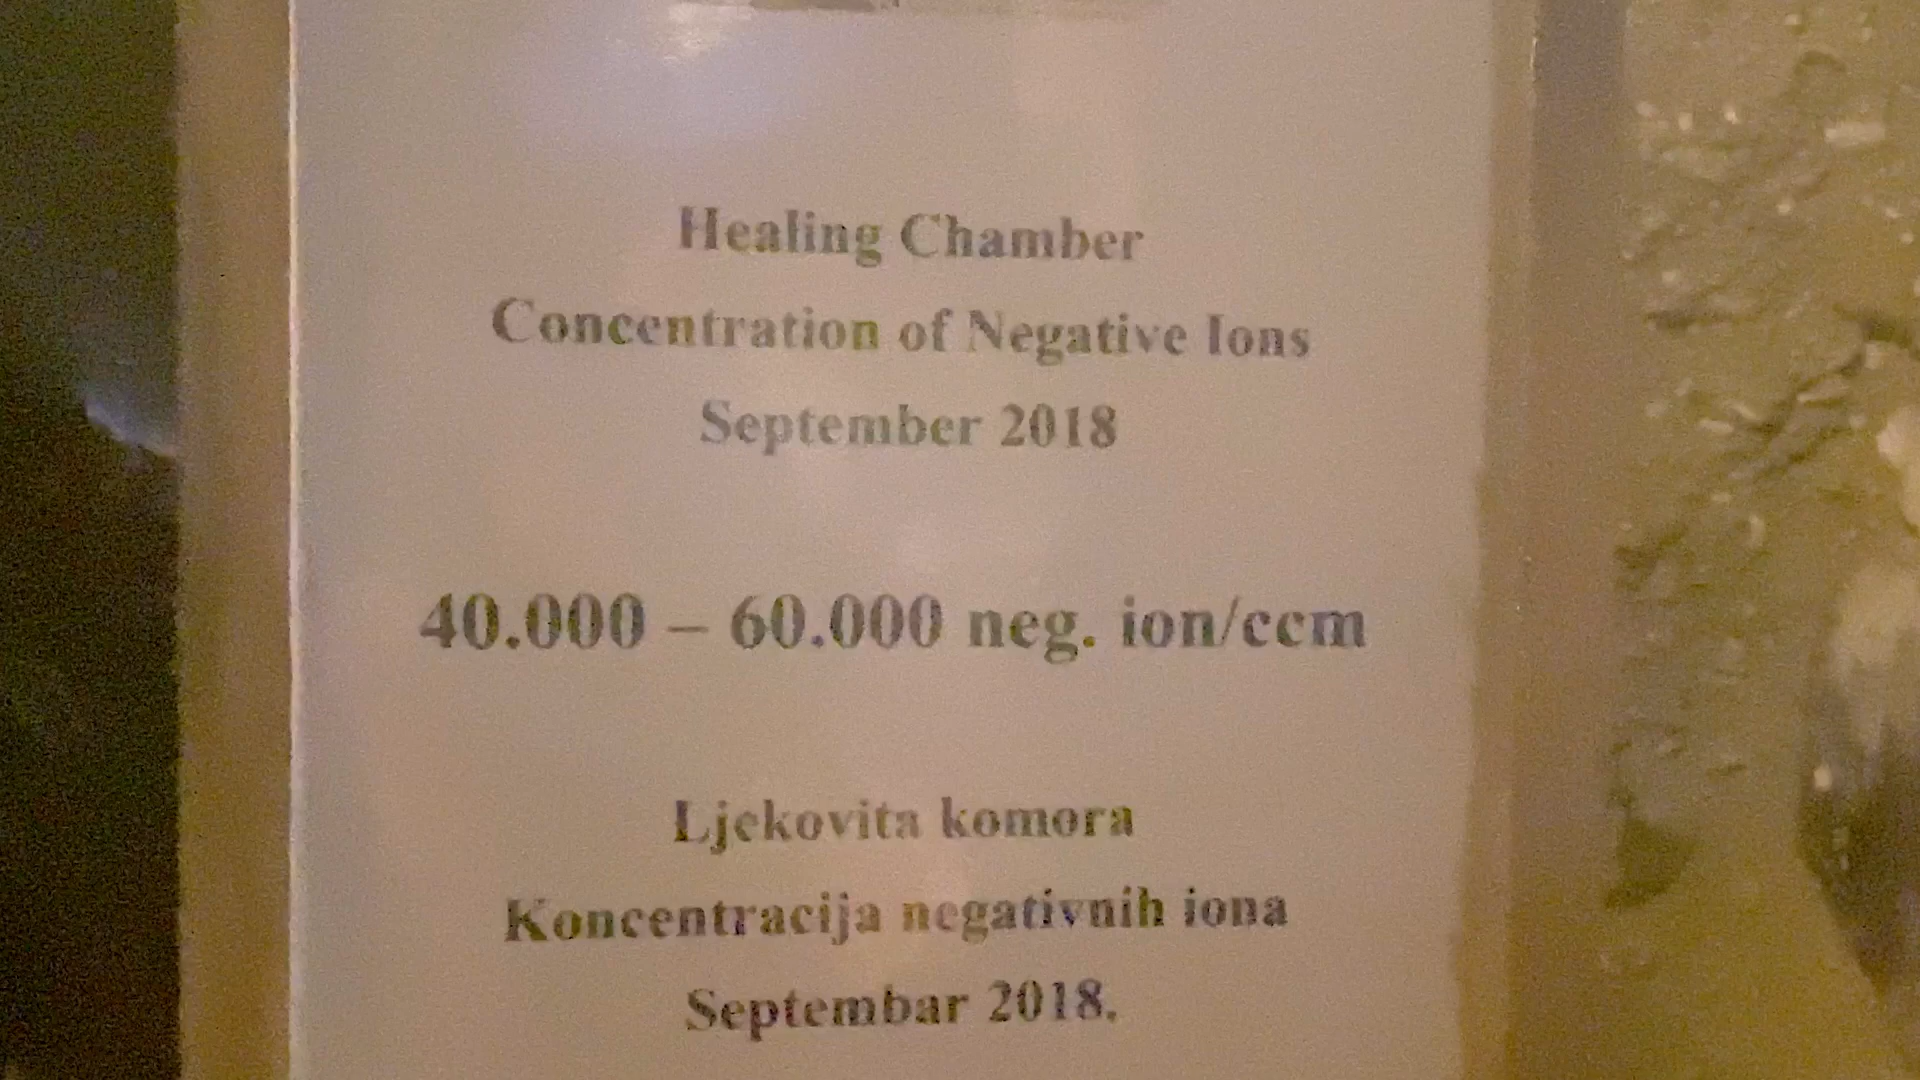 Healing Chamber
Concentration of Negative Ions
September 2018
40.000 – 60.000 neg. ion/ccm
Ljekovita komora
Koncentracija negativnih iona
Septembar 2018.